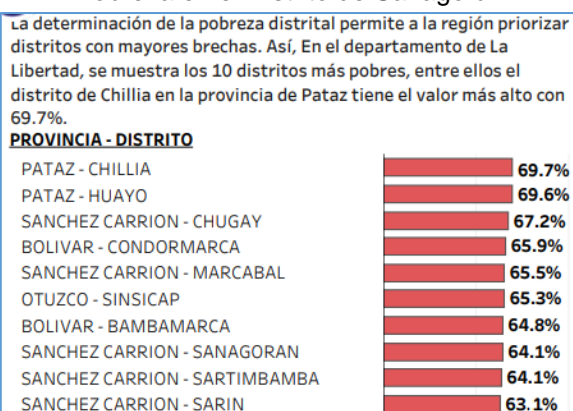 La determinación de la pobreza distrital permite a la región priorizar
distritos con mayores brechas. Así, En el departamento de La
Libertad, se muestra los 10 distritos más pobres, entre ellos el
distrito de Chillia en la provincia de Pataz tiene el valor más alto con
69.7%.
PROVINCIA - DISTRITO
PATAZ - CHILLIA 69.7%
PATAZ - HUAYO 69.6%
SANCHEZ CARRION - CHUGAY 67.2%
BOLIVAR - CONDORMARCA 65.9%
SANCHEZ CARRION - MARCABAL 65.5%
OTUZCO - SINSICAP 65.3%
BOLIVAR - BAMBAMARCA 64.8%
SANCHEZ CARRION - SANAGORAN 64.1%
SANCHEZ CARRION - SARTIMBAMBA 64.1%
SANCHEZ CARRION - SARIN 63.1%